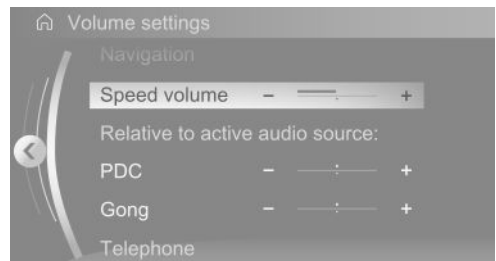 Volume settings
Navigation
Speed volume - +
Relative to active audio source:
PDC - +
Gong - +
Telephone